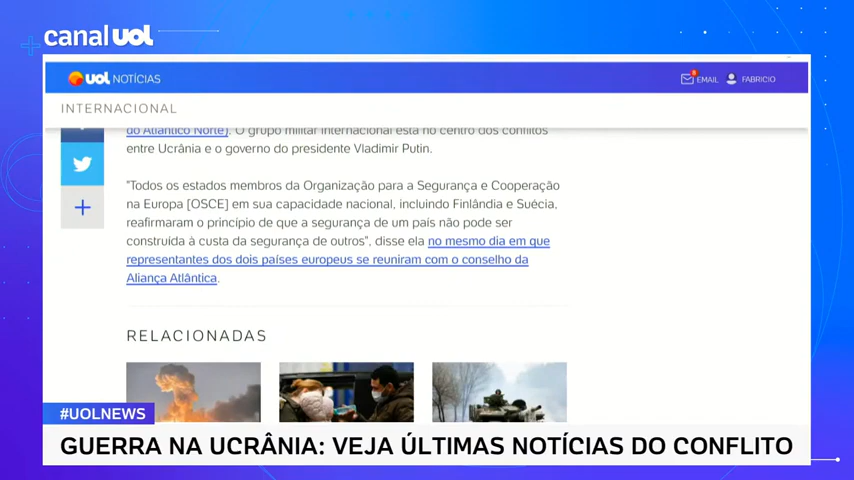 canal uol
uol NOTÍCIAS
EMAIL
FABRICIO
INTERNACIONAL
do Atlântico Norte). O grupo militar internacional está no centro dos conflitos
entre Ucrânia e o governo do presidente Vladimir Putin.
"Todos os estados membros da Organização para a Segurança e Cooperação
na Europa [OSCE] em sua capacidade nacional, incluindo Finlândia e Suécia,
reafirmaram o princípio de que a segurança de um país não pode ser
construída à custa da segurança de outros", disse ela no mesmo dia em que
representantes dos dois países europeus se reuniram com o conselho da
Aliança Atlântica.
RELACIONADAS
#UOLNEWS
GUERRA NA UCRÂNIA: VEJA ÚLTIMAS NOTÍCIAS DO CONFLITO